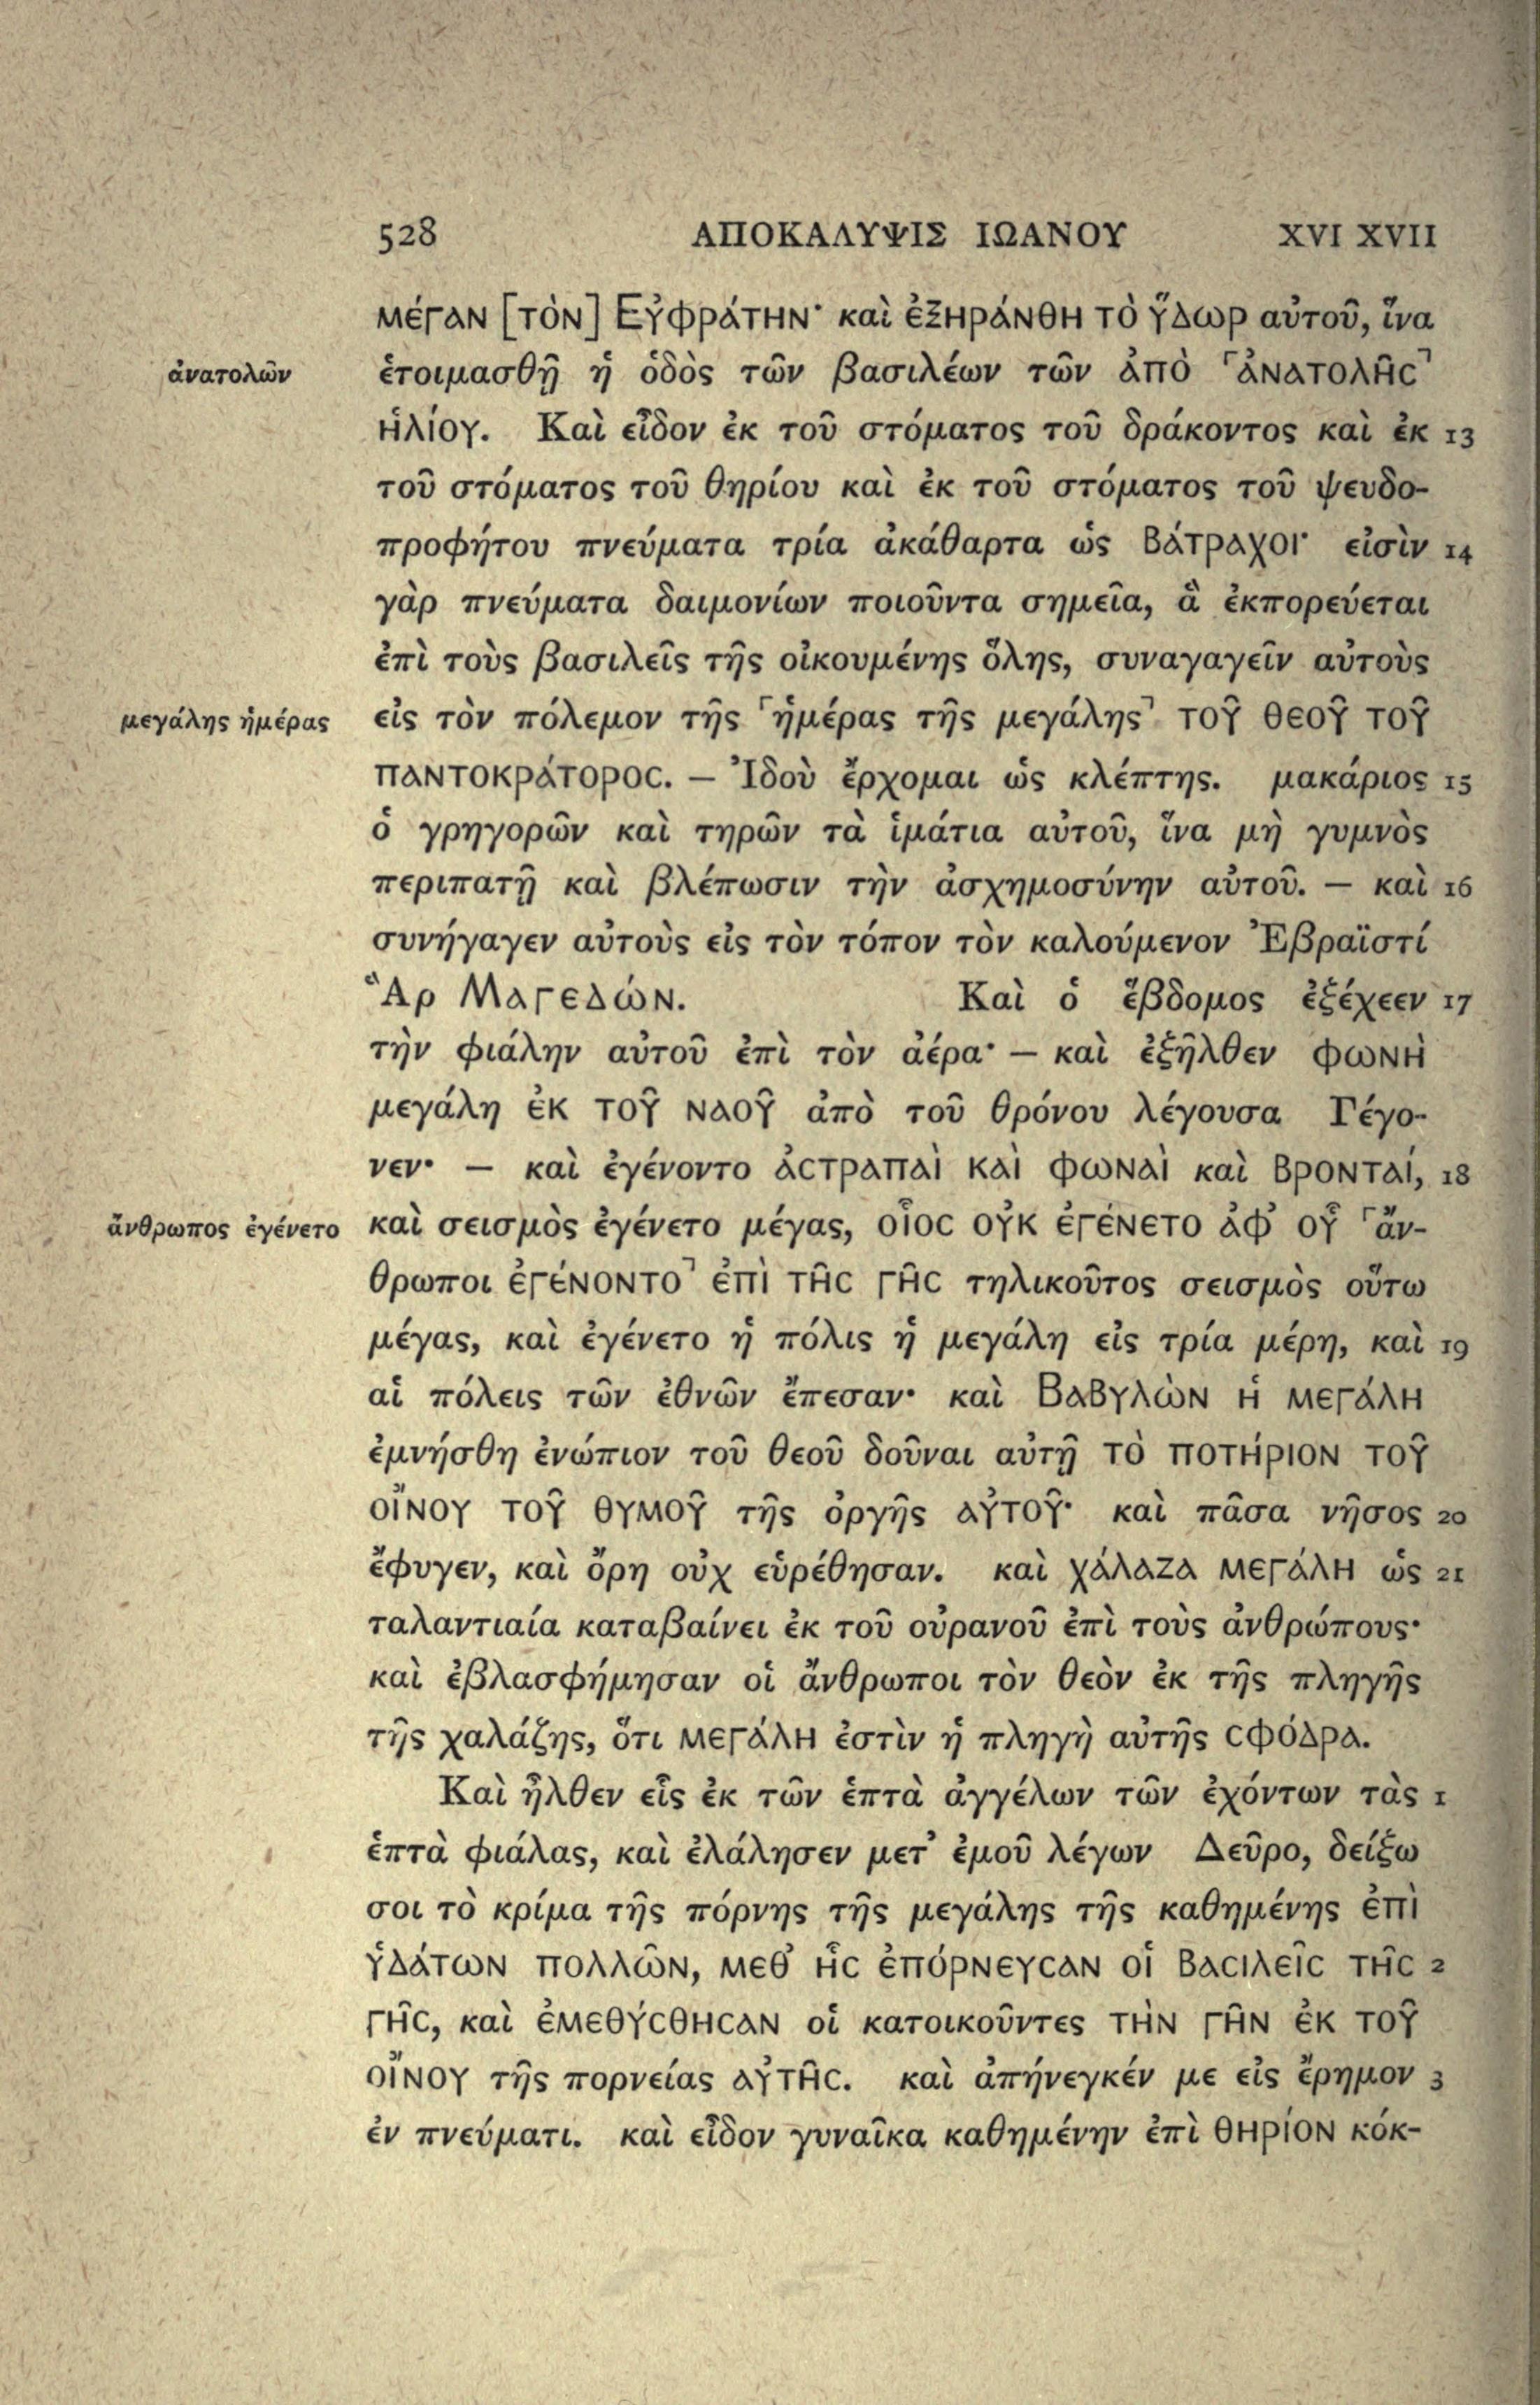 528 ΑΠΟΚΑΛΥΨΙΣ ΙΩΑΝΟΥ XVI XVII
μέγαν [τὸν] Εὐφράτην· καὶ ἐξηράνθη τὸ ὕδωρ αὐτοῦ, ἵνα
ἀνατολῶν ἑτοιμασθῇ ἡ ὁδὸς τῶν βασιλέων τῶν ἀπὸ ⸀ἀνατολῆς⸣
ἡλίου. Καὶ εἶδον ἐκ τοῦ στόματος τοῦ δράκοντος καὶ ἐκ 13
τοῦ στόματος τοῦ θηρίου καὶ ἐκ τοῦ στόματος τοῦ ψευδο-
προφήτου πνεύματα τρία ἀκάθαρτα ὡς βάτραχοι· εἰσὶν 14
γὰρ πνεύματα δαιμονίων ποιοῦντα σημεῖα, ἃ ἐκπορεύεται
ἐπὶ τοὺς βασιλεῖς τῆς οἰκουμένης ὅλης, συναγαγεῖν αὐτοὺς
μεγάλης ἡμέρας εἰς τὸν πόλεμον τῆς ⸀ἡμέρας τῆς μεγάλης⸣ τοῦ θεοῦ τοῦ
παντοκράτορος. — Ἰδοὺ ἔρχομαι ὡς κλέπτης. μακάριος 15
ὁ γρηγορῶν καὶ τηρῶν τὰ ἱμάτια αὐτοῦ, ἵνα μὴ γυμνὸς
περιπατῇ καὶ βλέπωσιν τὴν ἀσχημοσύνην αὐτοῦ. — καὶ 16
συνήγαγεν αὐτοὺς εἰς τὸν τόπον τὸν καλούμενον Ἐβραϊστί
Ἂρ Μαγεδών. Καὶ ὁ ἕβδομος ἐξέχεεν 17
τὴν φιάλην αὐτοῦ ἐπὶ τὸν ἀέρα· — καὶ ἐξῆλθεν φωνὴ
μεγάλη ἐκ τοῦ ναοῦ ἀπὸ τοῦ θρόνου λέγουσα Γέγο-
νεν· — καὶ ἐγένοντο ἀστραπαὶ καὶ φωναὶ καὶ βρονταί, 18
ἄνθρωπος ἐγένετο καὶ σεισμὸς ἐγένετο μέγας, οἷος οὐκ ἐγένετο ἀφ᾽ οὗ ⸀ἄν-
θρωποι ἐγένοντο⸣ ἐπὶ τῆς γῆς τηλικοῦτος σεισμὸς οὕτω
μέγας, καὶ ἐγένετο ἡ πόλις ἡ μεγάλη εἰς τρία μέρη, καὶ 19
αἱ πόλεις τῶν ἐθνῶν ἔπεσαν· καὶ Βαβυλὼν ἡ μεγάλη
ἐμνήσθη ἐνώπιον τοῦ θεοῦ δοῦναι αὐτῇ τὸ ποτήριον τοῦ
οἴνου τοῦ θυμοῦ τῆς ὀργῆς αὐτοῦ· καὶ πᾶσα νῆσος 20
ἔφυγεν, καὶ ὄρη οὐχ εὑρέθησαν. καὶ χάλαζα μεγάλη ὡς 21
ταλαντιαία καταβαίνει ἐκ τοῦ οὐρανοῦ ἐπὶ τοὺς ἀνθρώπους·
καὶ ἐβλασφήμησαν οἱ ἄνθρωποι τὸν θεὸν ἐκ τῆς πληγῆς
τῆς χαλάζης, ὅτι μεγάλη ἐστὶν ἡ πληγὴ αὐτῆς σφόδρα.
Καὶ ἦλθεν εἷς ἐκ τῶν ἑπτὰ ἀγγέλων τῶν ἐχόντων τὰς 1
ἑπτὰ φιάλας, καὶ ἐλάλησεν μετ᾽ ἐμοῦ λέγων Δεῦρο, δείξω
σοι τὸ κρίμα τῆς πόρνης τῆς μεγάλης τῆς καθημένης ἐπὶ
ὑδάτων πολλῶν, μεθ᾽ ἧς ἐπόρνευσαν οἱ βασιλεῖς τῆς 2
γῆς, καὶ ἐμεθύσθησαν οἱ κατοικοῦντες τὴν γῆν ἐκ τοῦ
οἴνου τῆς πορνείας αὐτῆς. καὶ ἀπήνεγκέν με εἰς ἔρημον 3
ἐν πνεύματι. καὶ εἶδον γυναῖκα καθημένην ἐπὶ θηρίον κόκ-